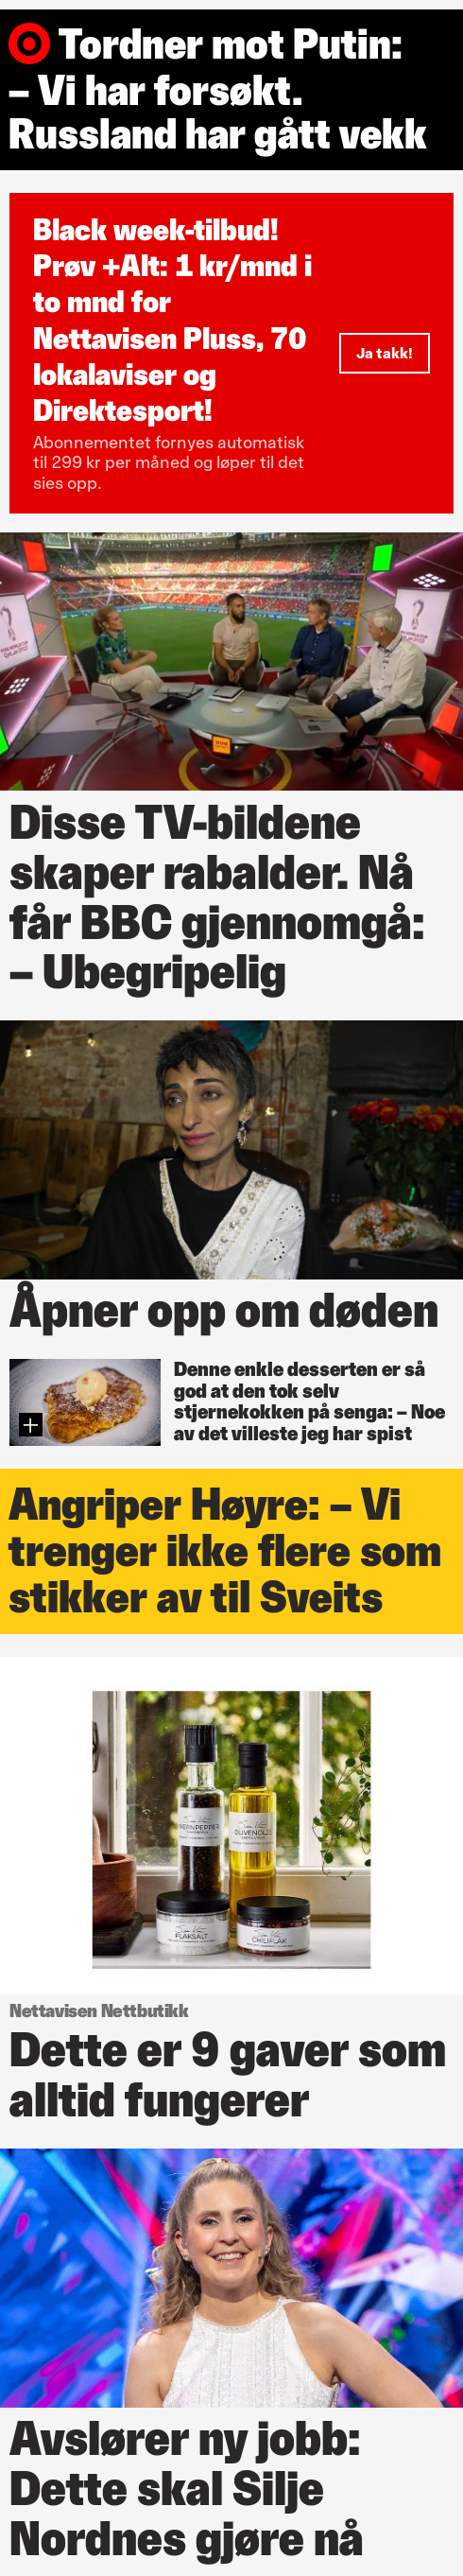 Tordner mot Putin:
– Vi har forsøkt.
Russland har gått vekk
Black week-tilbud!
Prøv +Alt: 1 kr/mnd i
to mnd for
Nettavisen Pluss, 70
lokalaviser og
Direktesport!
Ja takk!
Abonnementet fornyes automatisk
til 299 kr per måned og løper til det
sies opp.
Disse TV-bildene
skaper rabalder. Nå
får BBC gjennomgå:
– Ubegripelig
Åpner opp om døden
Denne enkle desserten er så
god at den tok selv
stjernekokken på senga: – Noe
av det villeste jeg har spist
Angriper Høyre: – Vi
trenger ikke flere som
stikker av til Sveits
OLIVENOLJE
FLAKSALT
CHILIFLAK
Nettavisen Nettbutikk
Dette er 9 gaver som
alltid fungerer
Avslører ny jobb:
Dette skal Silje
Nordnes gjøre nå